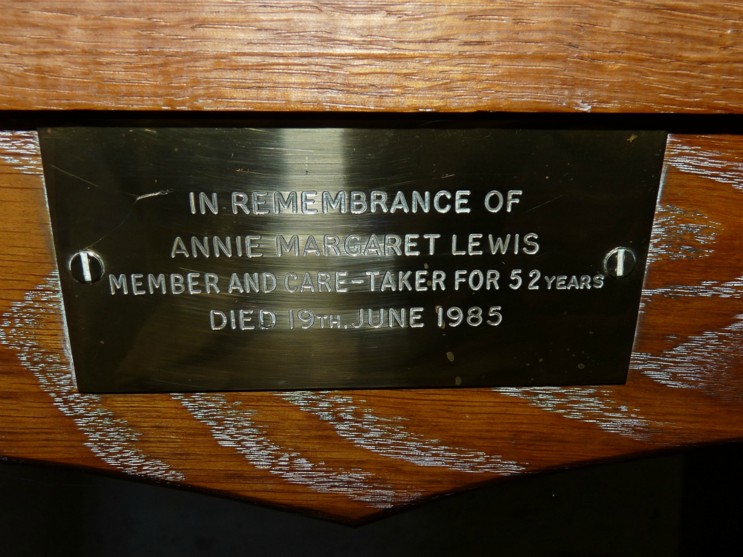 IN REMEMBRANCE OF
ANNIE MARGARET LEWIS
MEMBER AND CARE-TAKER FOR 52 YEARS
DIED 19TH. JUNE 1985